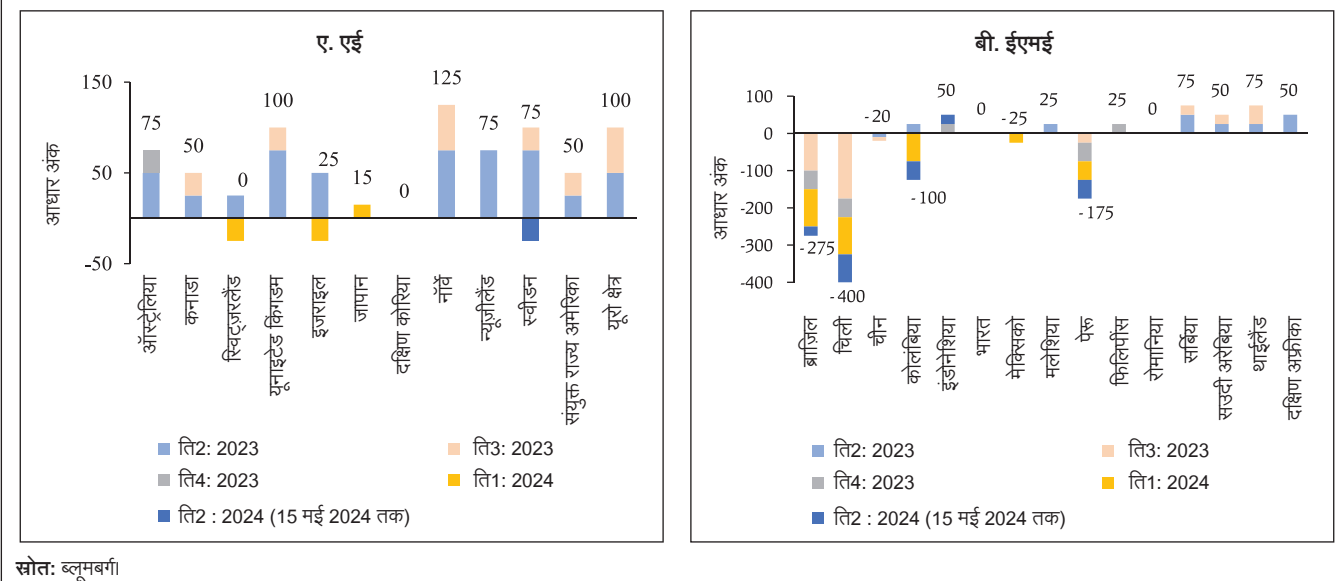 ए. एई
आधार अंक
150
50
-50
75
50
0
100
25
15
0
125
75
75
50
100
ऑस्ट्रेलिया
कनाडा
स्विट्ज़रलैंड
यूनाइटेड किंगडम
इजराइल
जापान
दक्षिण कोरिया
नॉर्वे
न्यूज़ीलैंड
स्वीडन
संयुक्त राज्य अमेरिका
यूरो क्षेत्र
ति2: 2023
ति3: 2023
ति4: 2023
ति1: 2024
ति2 : 2024 (15 मई 2024 तक)
बी. ईएमई
आधार अंक
100
0
-100
-200
-300
-400
-275
-400
-20
-100
50
0
-25
25
-175
25
0
75
50
75
50
ब्राज़िल
चिली
चीन
कोलंबिया
इंडोनेशिया
भारत
मेक्सिको
मलेशिया
पेरू
फिलिपींस
रोमानिया
सर्बिया
सउदी अरेबिया
थाईलैंड
दक्षिण अफ्रीका
ति2: 2023
ति3: 2023
ति4: 2023
ति1: 2024
ति2 : 2024 (15 मई 2024 तक)
स्रोत: ब्लूमबर्ग।